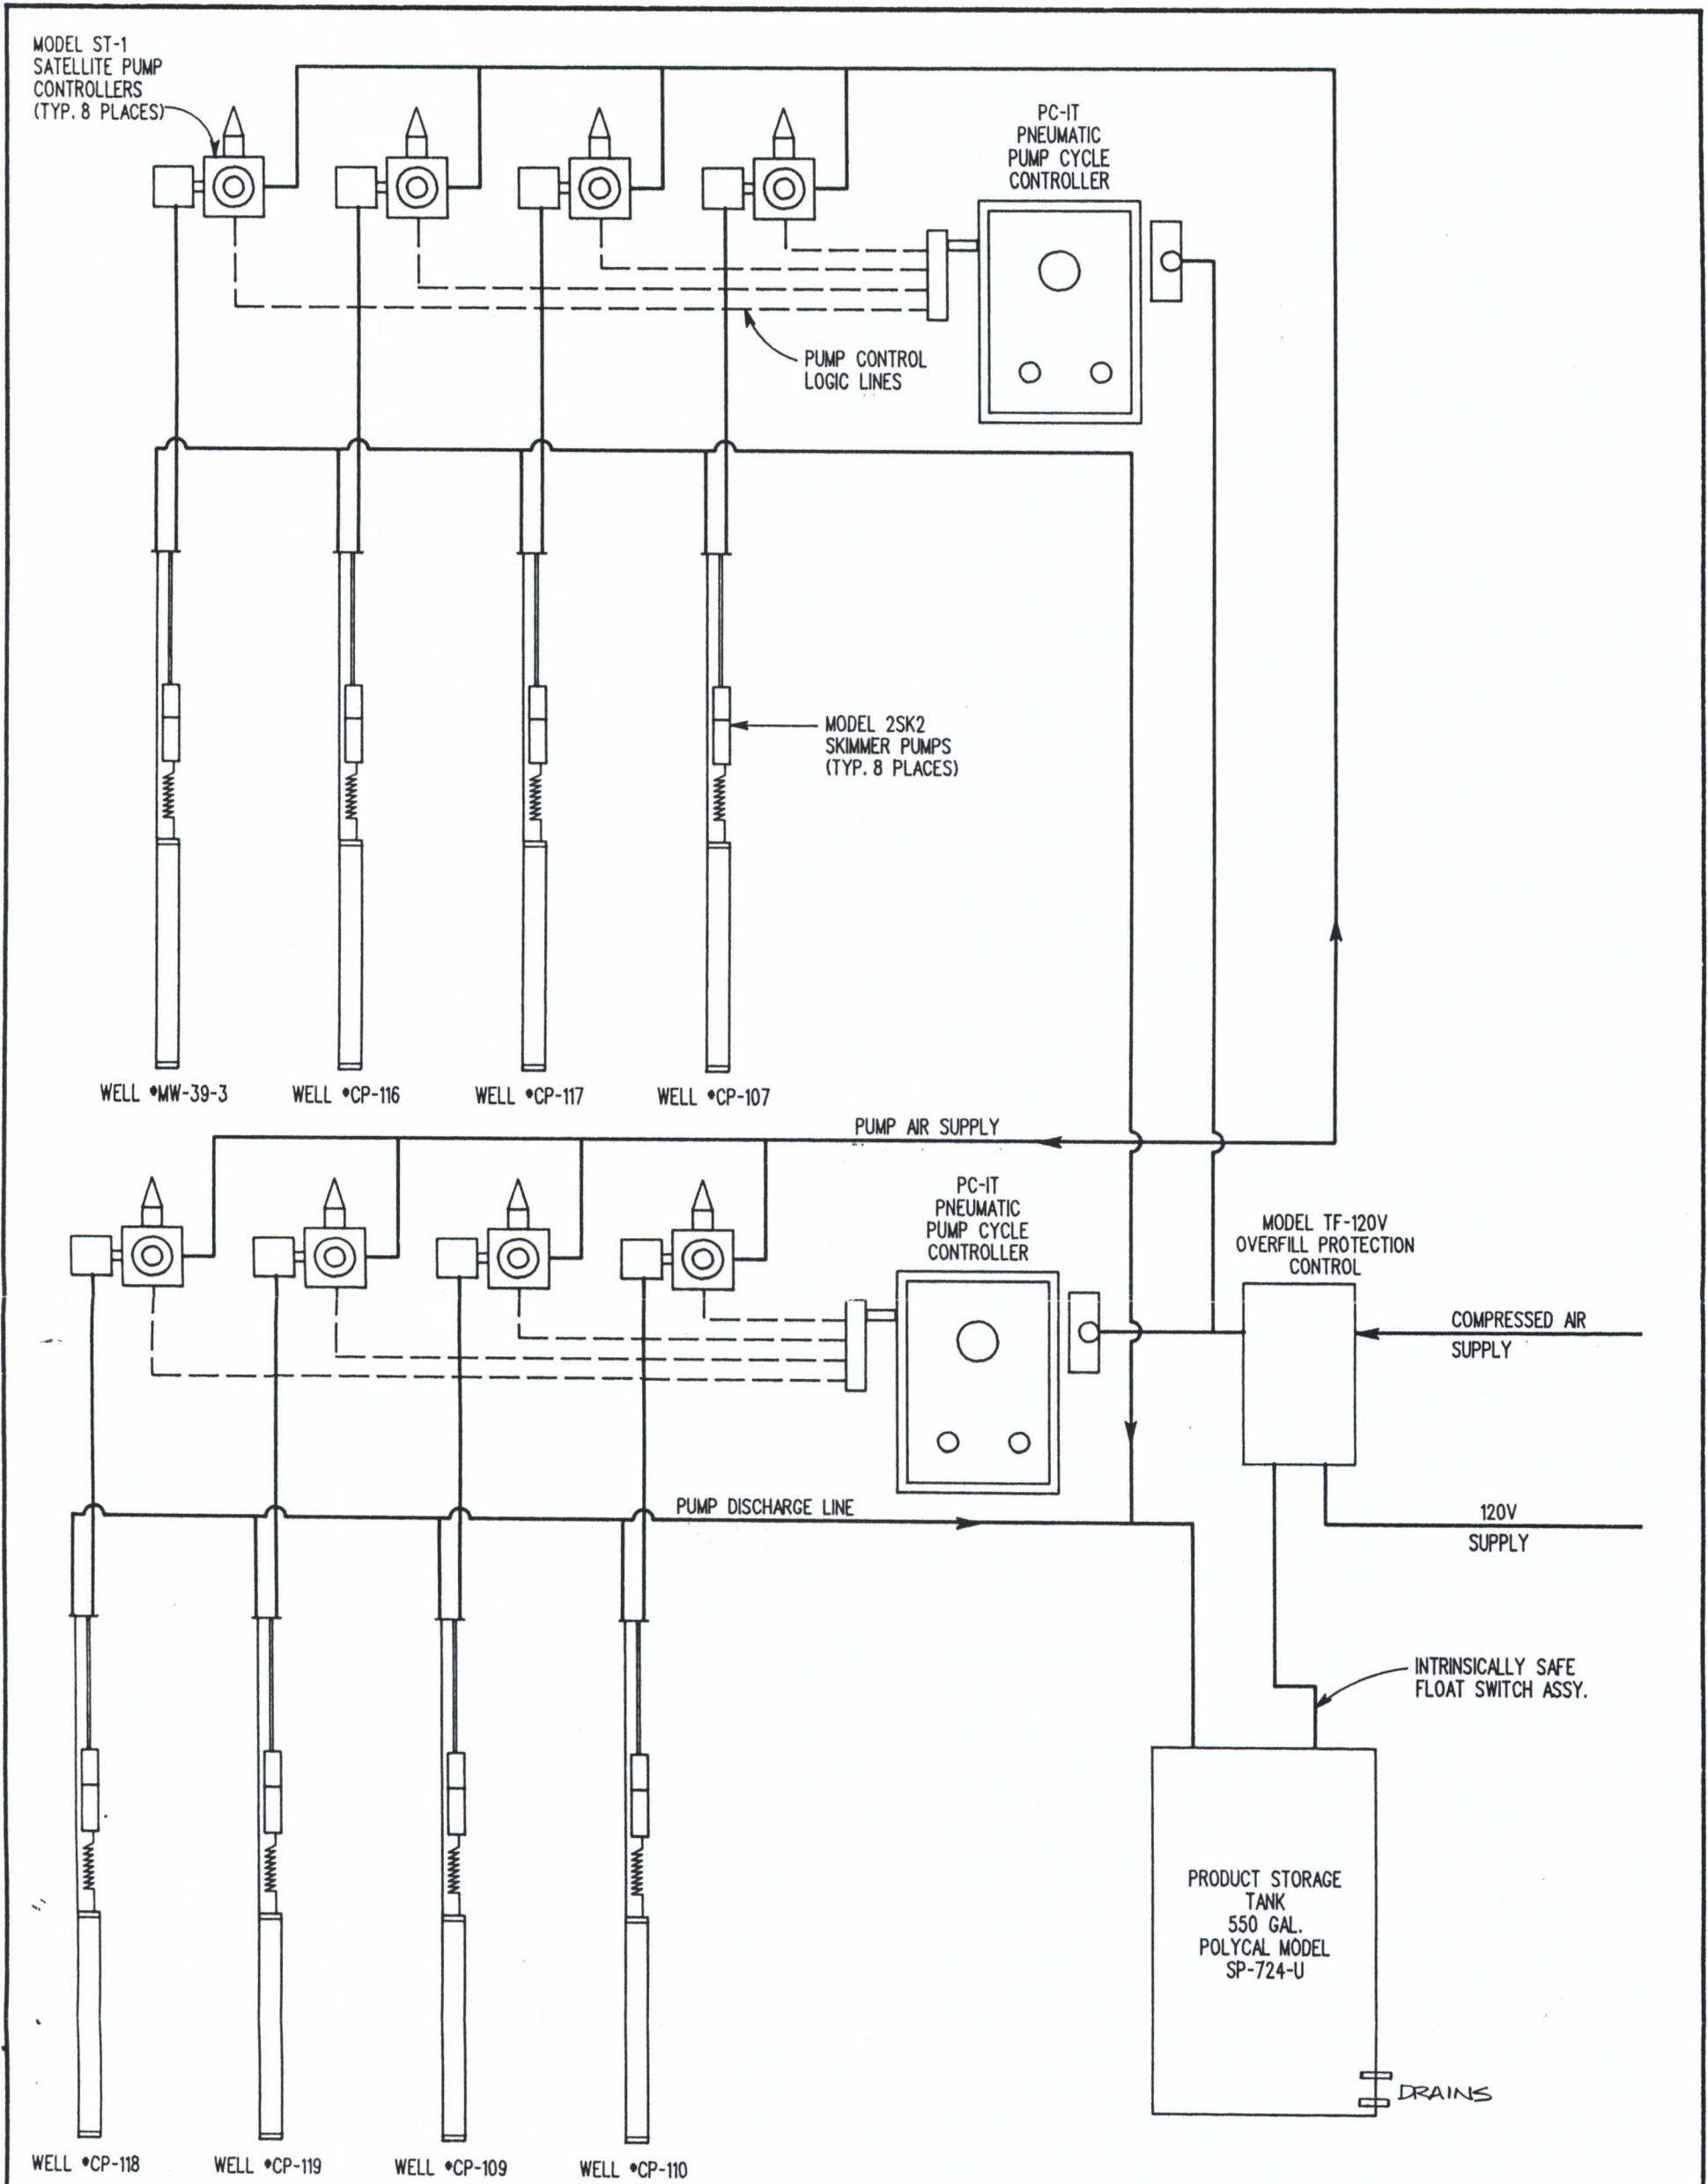 MODEL ST-1
SATELLITE PUMP
CONTROLLERS
(TYP. 8 PLACES)
PC-IT
PNEUMATIC
PUMP CYCLE
CONTROLLER
PUMP CONTROL
LOGIC LINES
MODEL 2SK2
SKIMMER PUMPS
(TYP. 8 PLACES)
WELL •MW-39-3
WELL •CP-116
WELL •CP-117
WELL •CP-107
PUMP AIR SUPPLY
PC-IT
PNEUMATIC
PUMP CYCLE
CONTROLLER
MODEL TF-120V
OVERFILL PROTECTION
CONTROL
COMPRESSED AIR
SUPPLY
PUMP DISCHARGE LINE
120V
SUPPLY
INTRINSICALLY SAFE
FLOAT SWITCH ASSY.
PRODUCT STORAGE
TANK
550 GAL.
POLYCAL MODEL
SP-724-U
DRAINS
WELL •CP-118
WELL •CP-119
WELL •CP-109
WELL •CP-110